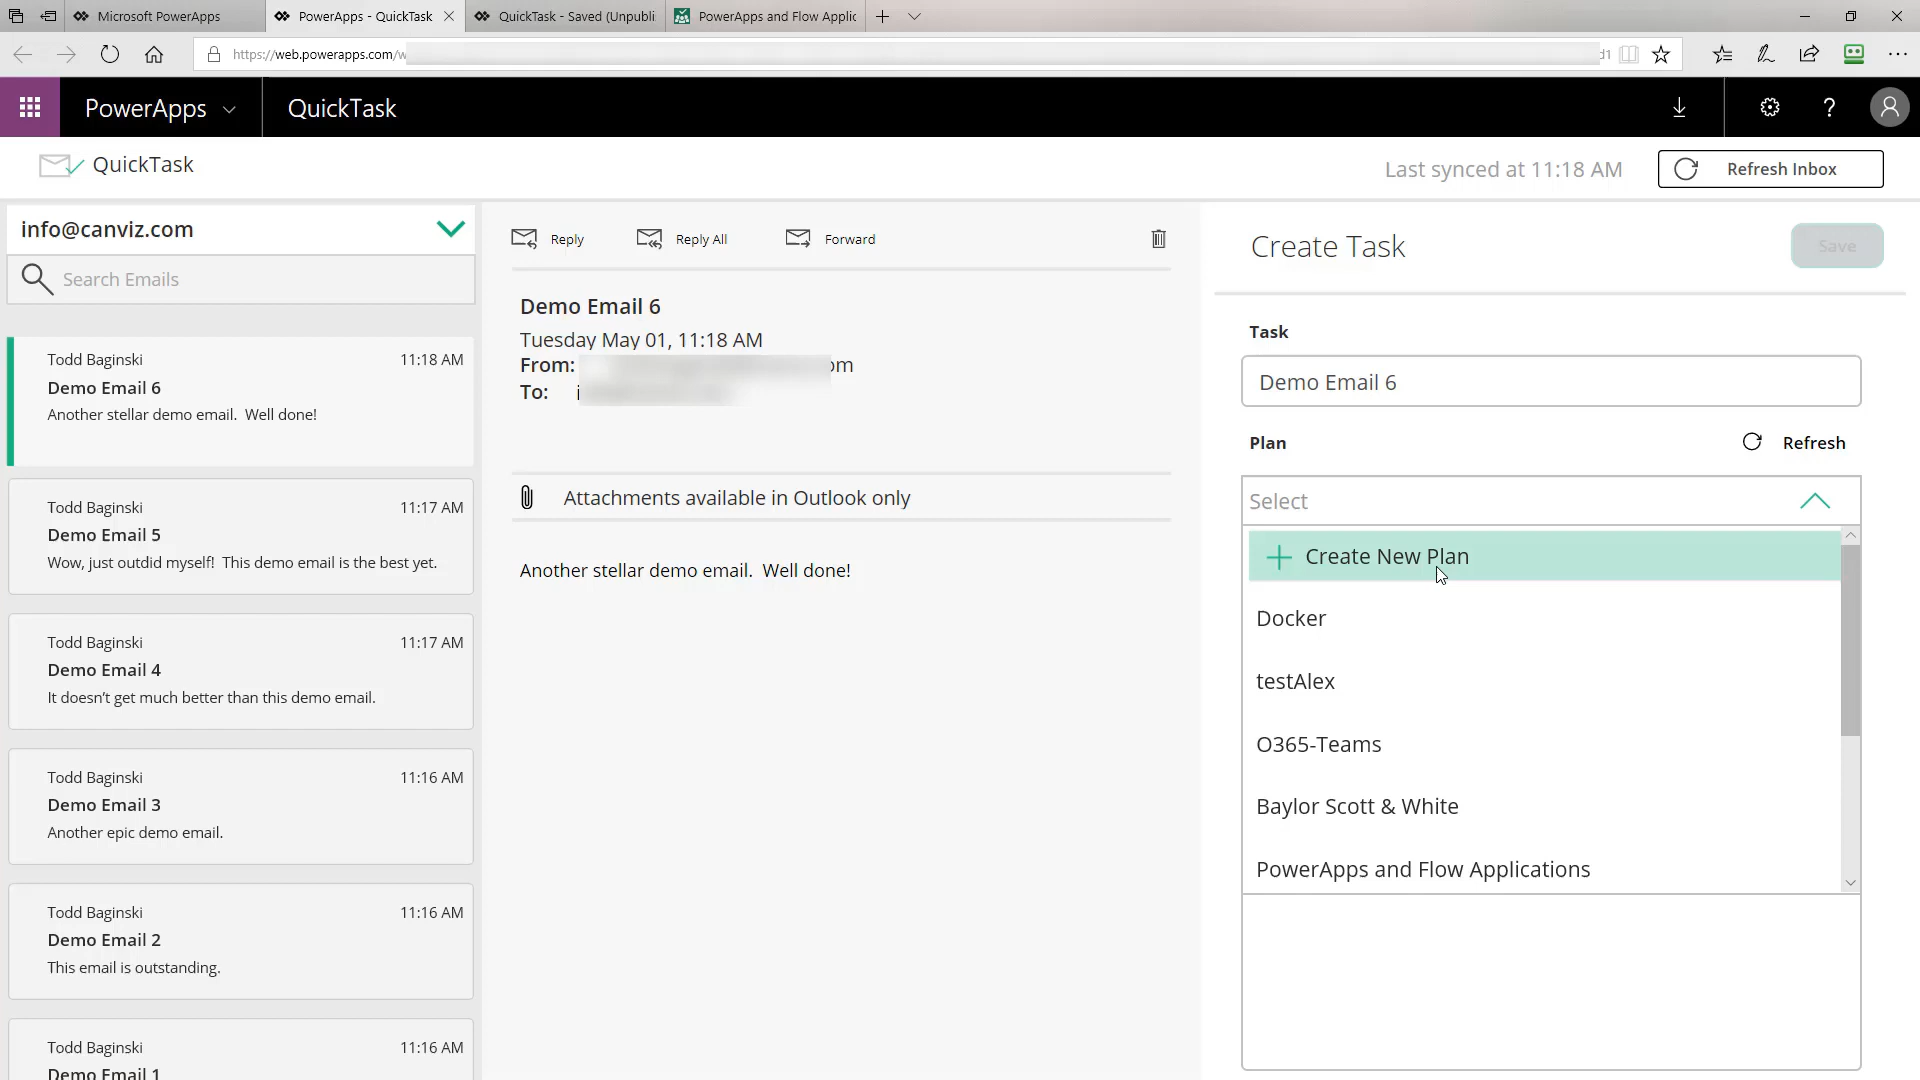 Microsoft PowerApps
PowerApps - QuickTask
QuickTask - Saved (Unpubli
PowerApps and Flow Applic
https://web.powerapps.com/w
d1
PowerApps
QuickTask
QuickTask
Last synced at 11:18 AM
Refresh Inbox
info@canviz.com
Search Emails
Todd Baginski 11:18 AM
Demo Email 6
Another stellar demo email. Well done!
Todd Baginski 11:17 AM
Demo Email 5
Wow, just outdid myself! This demo email is the best yet.
Todd Baginski 11:17 AM
Demo Email 4
It doesn't get much better than this demo email.
Todd Baginski 11:16 AM
Demo Email 3
Another epic demo email.
Todd Baginski 11:16 AM
Demo Email 2
This email is outstanding.
Todd Baginski 11:16 AM
Demo Email 1
Reply
Reply All
Forward
Demo Email 6
Tuesday May 01, 11:18 AM
From: om
To: i
Attachments available in Outlook only
Another stellar demo email. Well done!
Create Task
Save
Task
Demo Email 6
Plan
Refresh
Select
Create New Plan
Docker
testAlex
O365-Teams
Baylor Scott & White
PowerApps and Flow Applications